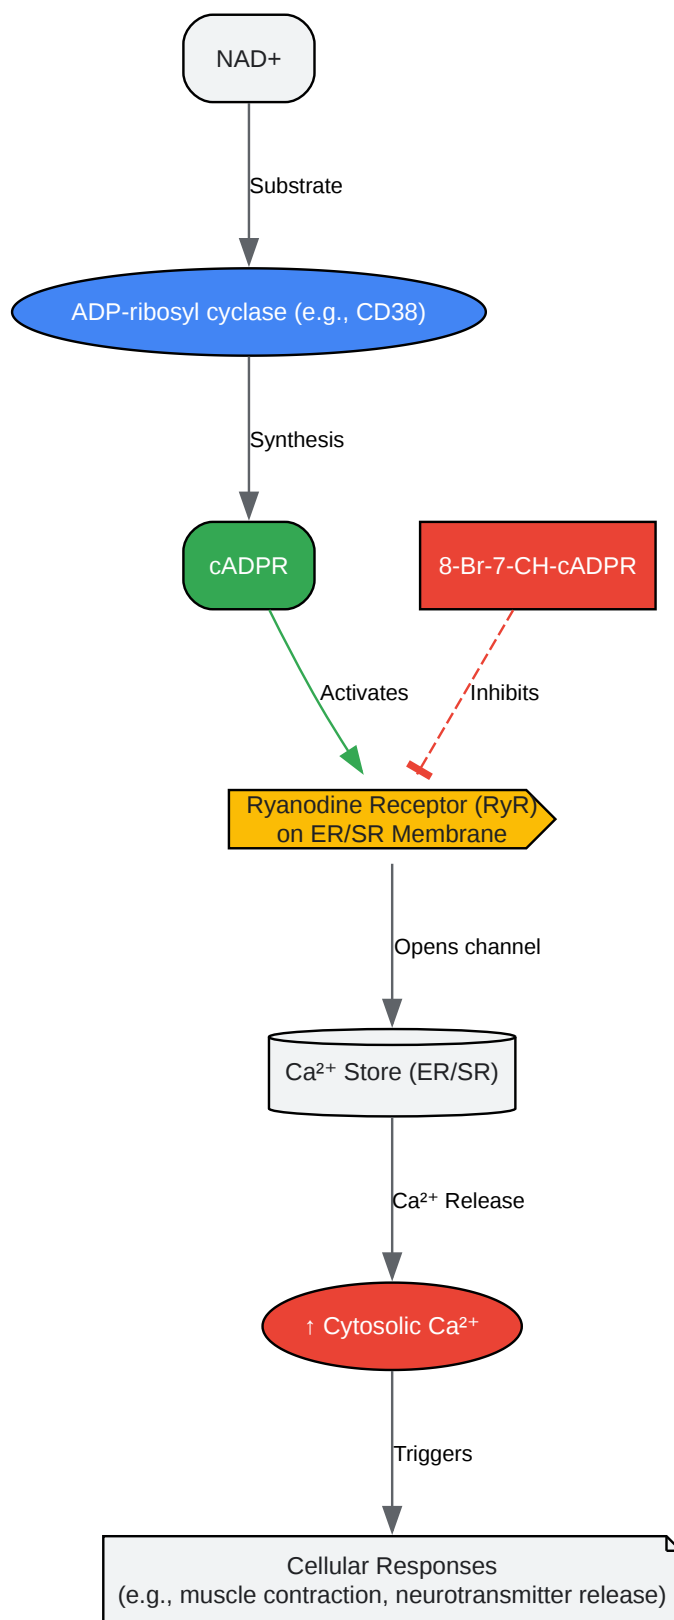 NAD+
Substrate
ADP-ribosyl cyclase (e.g., CD38)
Synthesis
cADPR
8-Br-7-CH-cADPR
Activates
Inhibits
Ryanodine Receptor (RyR)
on ER/SR Membrane
Opens channel
Ca²⁺ Store (ER/SR)
Ca²⁺ Release
↑ Cytosolic Ca²⁺
Triggers
Cellular Responses
(e.g., muscle contraction, neurotransmitter release)